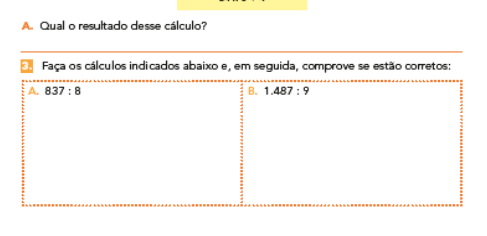 A. Qual o resultado desse cálculo?
3. Faça os cálculos indicados abaixo e, em seguida, comprove se estão corretos:
A. 837 : 8
B. 1.487 : 9